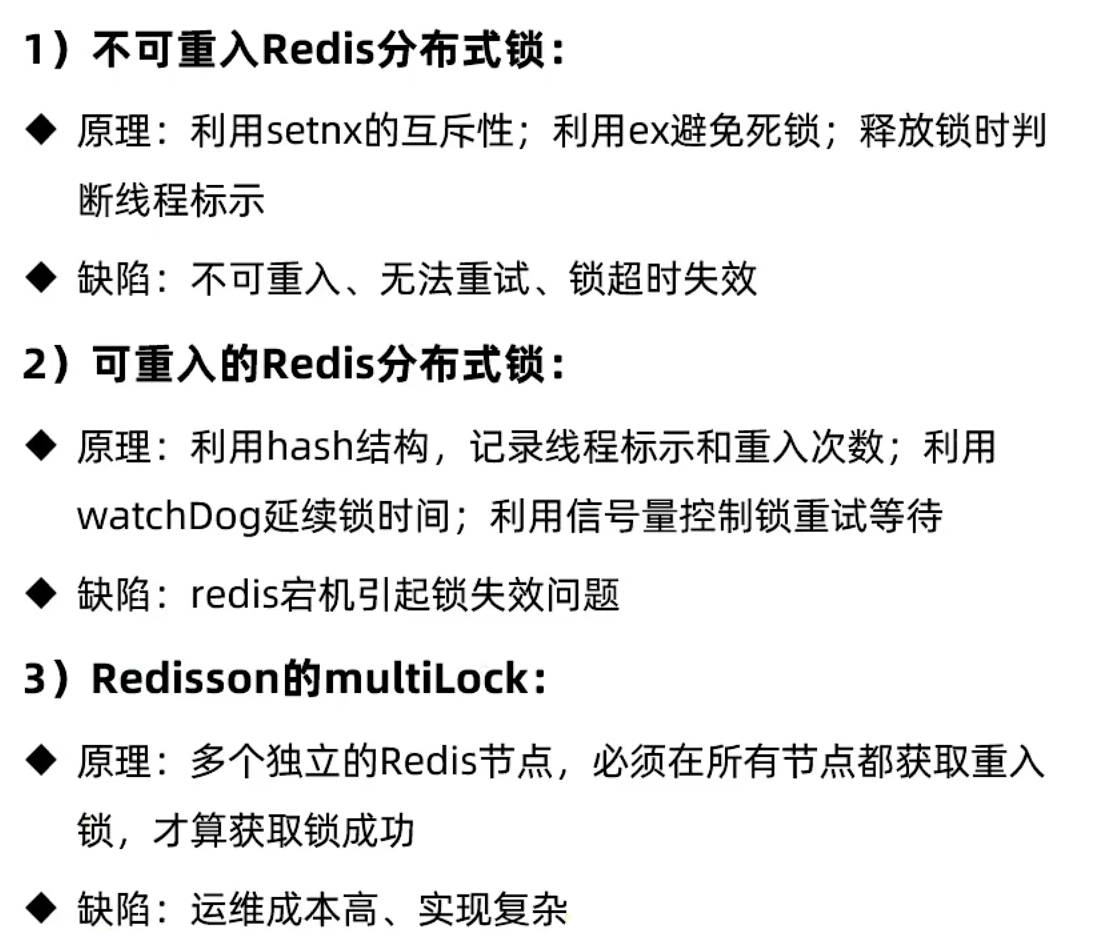 1）不可重入Redis分布式锁：
◆ 原理：利用setnx的互斥性；利用ex避免死锁；释放锁时判
断线程标示
◆ 缺陷：不可重入、无法重试、锁超时失效
2）可重入的Redis分布式锁：
◆ 原理：利用hash结构，记录线程标示和重入次数；利用
watchDog延续锁时间；利用信号量控制锁重试等待
◆ 缺陷：redis宕机引起锁失效问题
3）Redisson的multiLock：
◆ 原理：多个独立的Redis节点，必须在所有节点都获取重入
锁，才算获取锁成功
◆ 缺陷：运维成本高、实现复杂